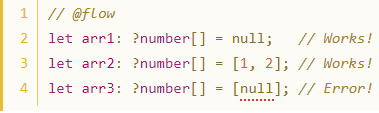 1 // @flow
2 let arr1: ?number[] = null;   // Works!
3 let arr2: ?number[] = [1, 2]; // Works!
4 let arr3: ?number[] = [null]; // Error!